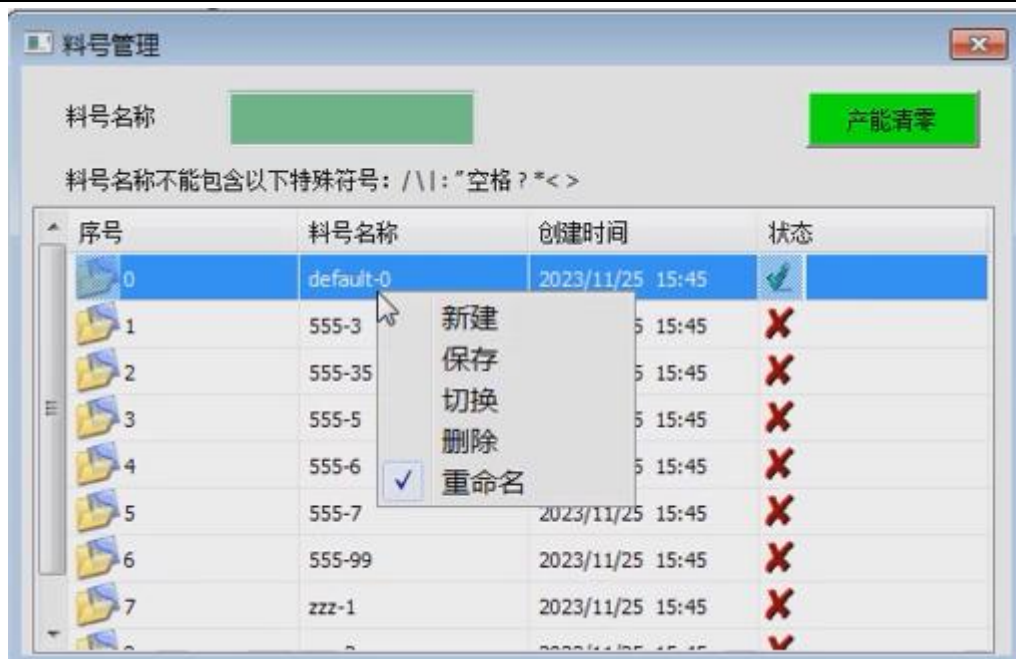 料号管理
料号名称
产能清零
料号名称不能包含以下特殊符号：/\|:"空格?*<>
序号 料号名称 创建时间 状态
0 default-0 2023/11/25 15:45
1 555-3 5 15:45
2 555-35 5 15:45
3 555-5 5 15:45
4 555-6 5 15:45
5 555-7 2023/11/25 15:45
6 555-99 2023/11/25 15:45
7 zzz-1 2023/11/25 15:45
新建
保存
切换
删除
重命名